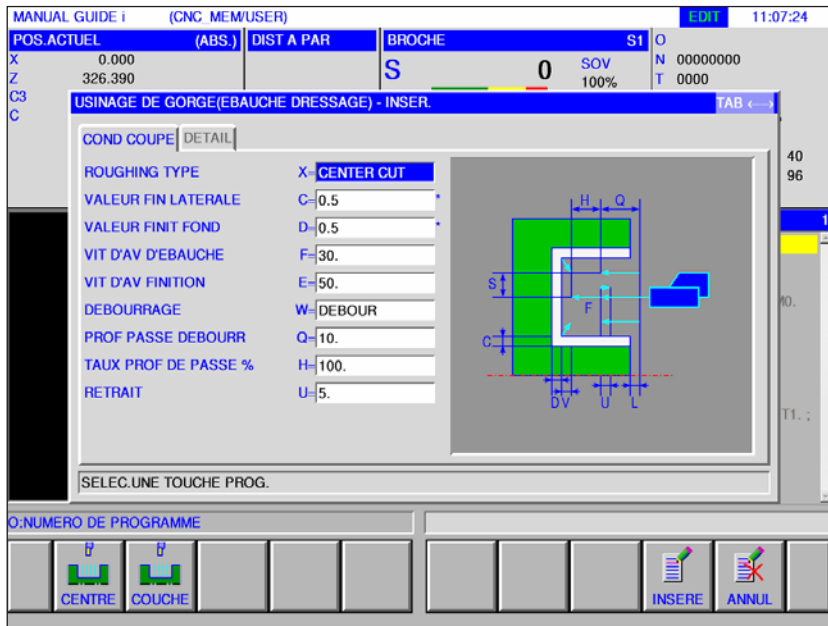 MANUAL GUIDE i (CNC_MEM/USER) EDIT 11:07:24
POS.ACTUEL (ABS.) DIST A PAR BROCHE S1 O
X 0.000 S 0 SOV N 00000000
Z 326.390 100% T 0000
C3
C
USINAGE DE GORGE(EBAUCHE DRESSAGE) - INSER. TAB ←→
COND COUPE DETAIL
ROUGHING TYPE X=CENTER CUT
VALEUR FIN LATERALE C=0.5 *
VALEUR FINIT FOND D=0.5 *
VIT D'AV D'EBAUCHE F=30.
VIT D'AV FINITION E=50.
DEBOURRAGE W=DEBOUR
PROF PASSE DEBOURR Q=10.
TAUX PROF DE PASSE % H=100.
RETRAIT U=5.
H Q
S
F
C
D V U L
40
96
1
M0.
T1. ;
SELEC.UNE TOUCHE PROG.
O:NUMERO DE PROGRAMME
CENTRE COUCHE INSERE ANNUL